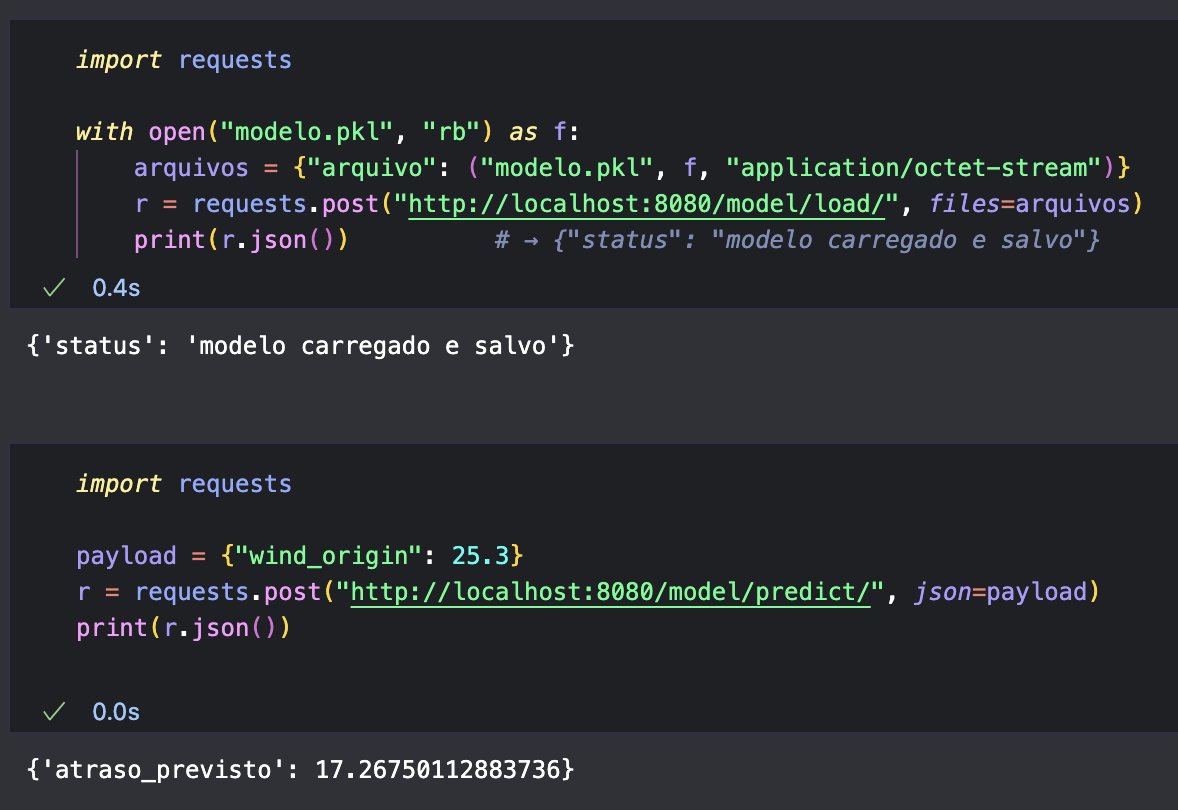 import requests
with open("modelo.pkl", "rb") as f:
arquivos = {"arquivo": ("modelo.pkl", f, "application/octet-stream")}
r = requests.post("http://localhost:8080/model/load/", files=arquivos)
print(r.json())          # → {"status": "modelo carregado e salvo"}
0.4s
{'status': 'modelo carregado e salvo'}
import requests
payload = {"wind_origin": 25.3}
r = requests.post("http://localhost:8080/model/predict/", json=payload)
print(r.json())
0.0s
{'atraso_previsto': 17.26750112883736}